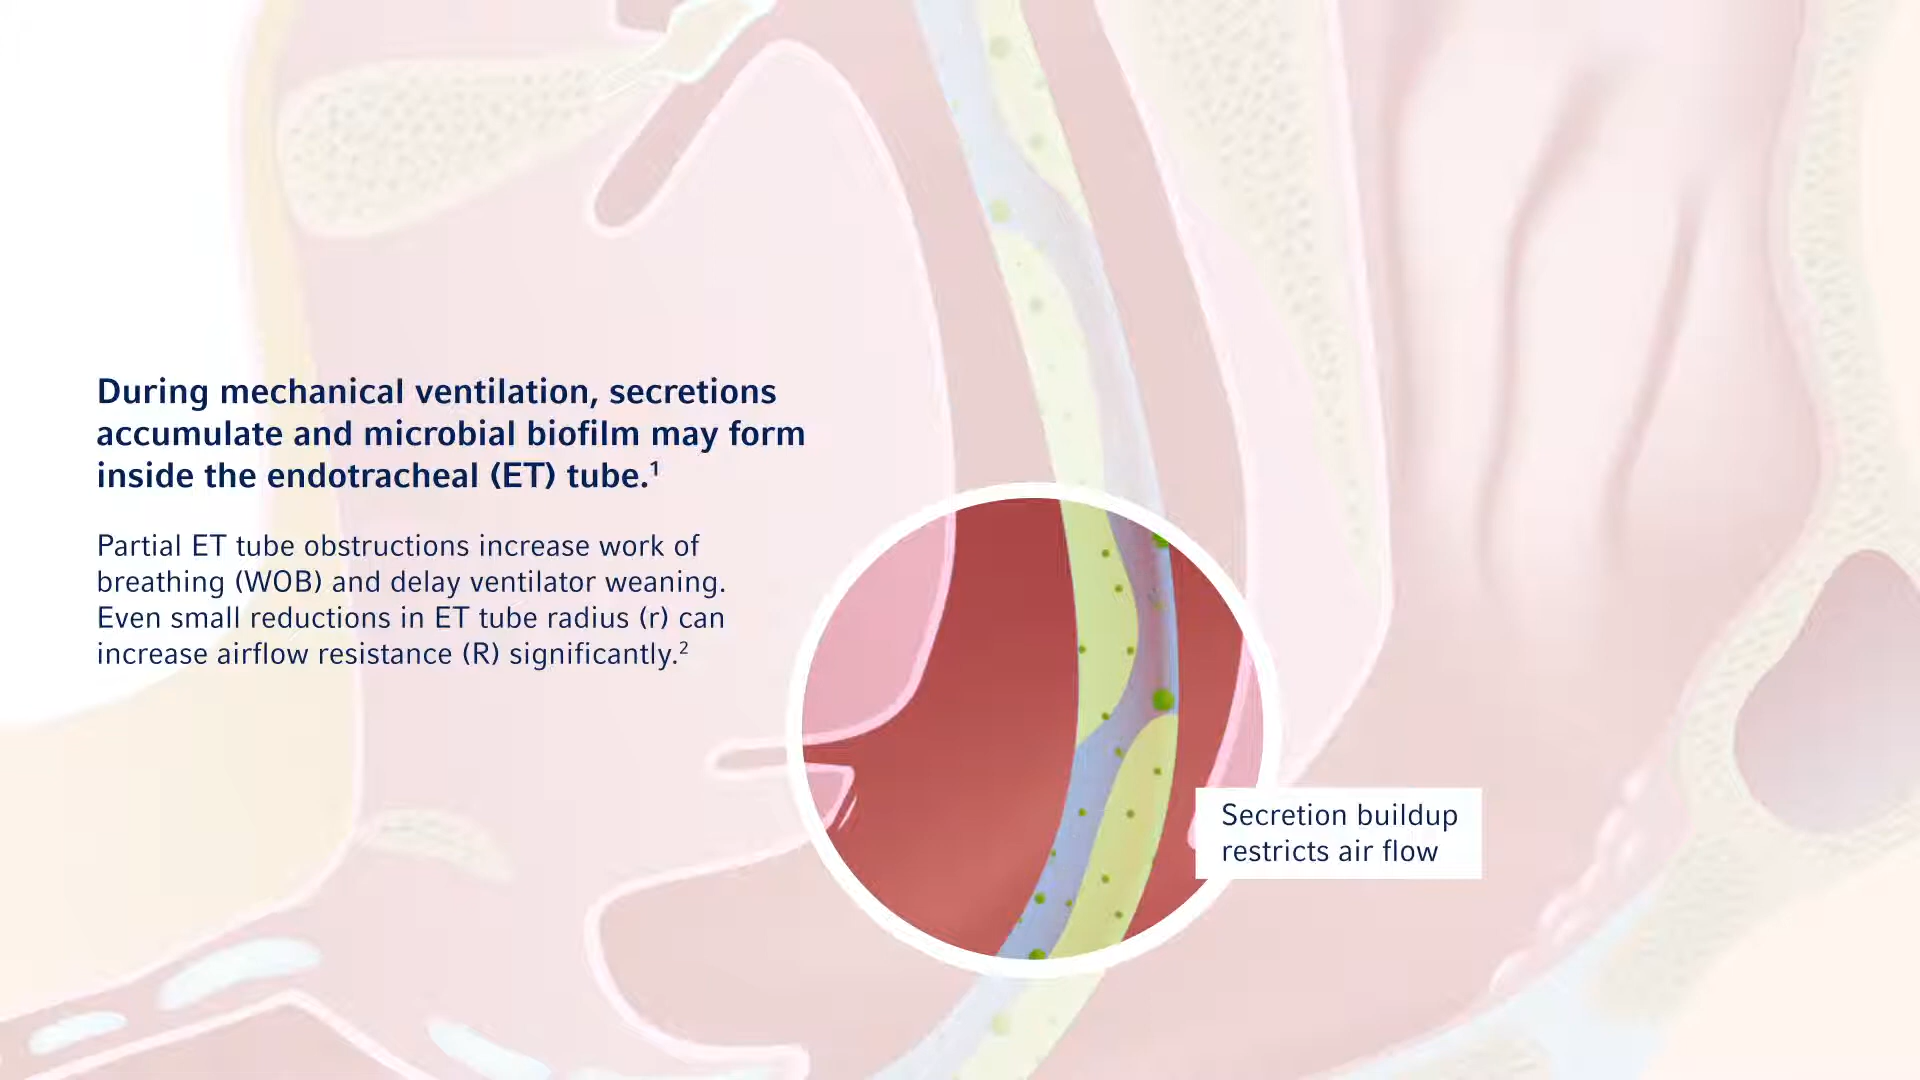 During mechanical ventilation, secretions
accumulate and microbial biofilm may form
inside the endotracheal (ET) tube.¹
Partial ET tube obstructions increase work of
breathing (WOB) and delay ventilator weaning.
Even small reductions in ET tube radius (r) can
increase airflow resistance (R) significantly.²
Secretion buildup
restricts air flow